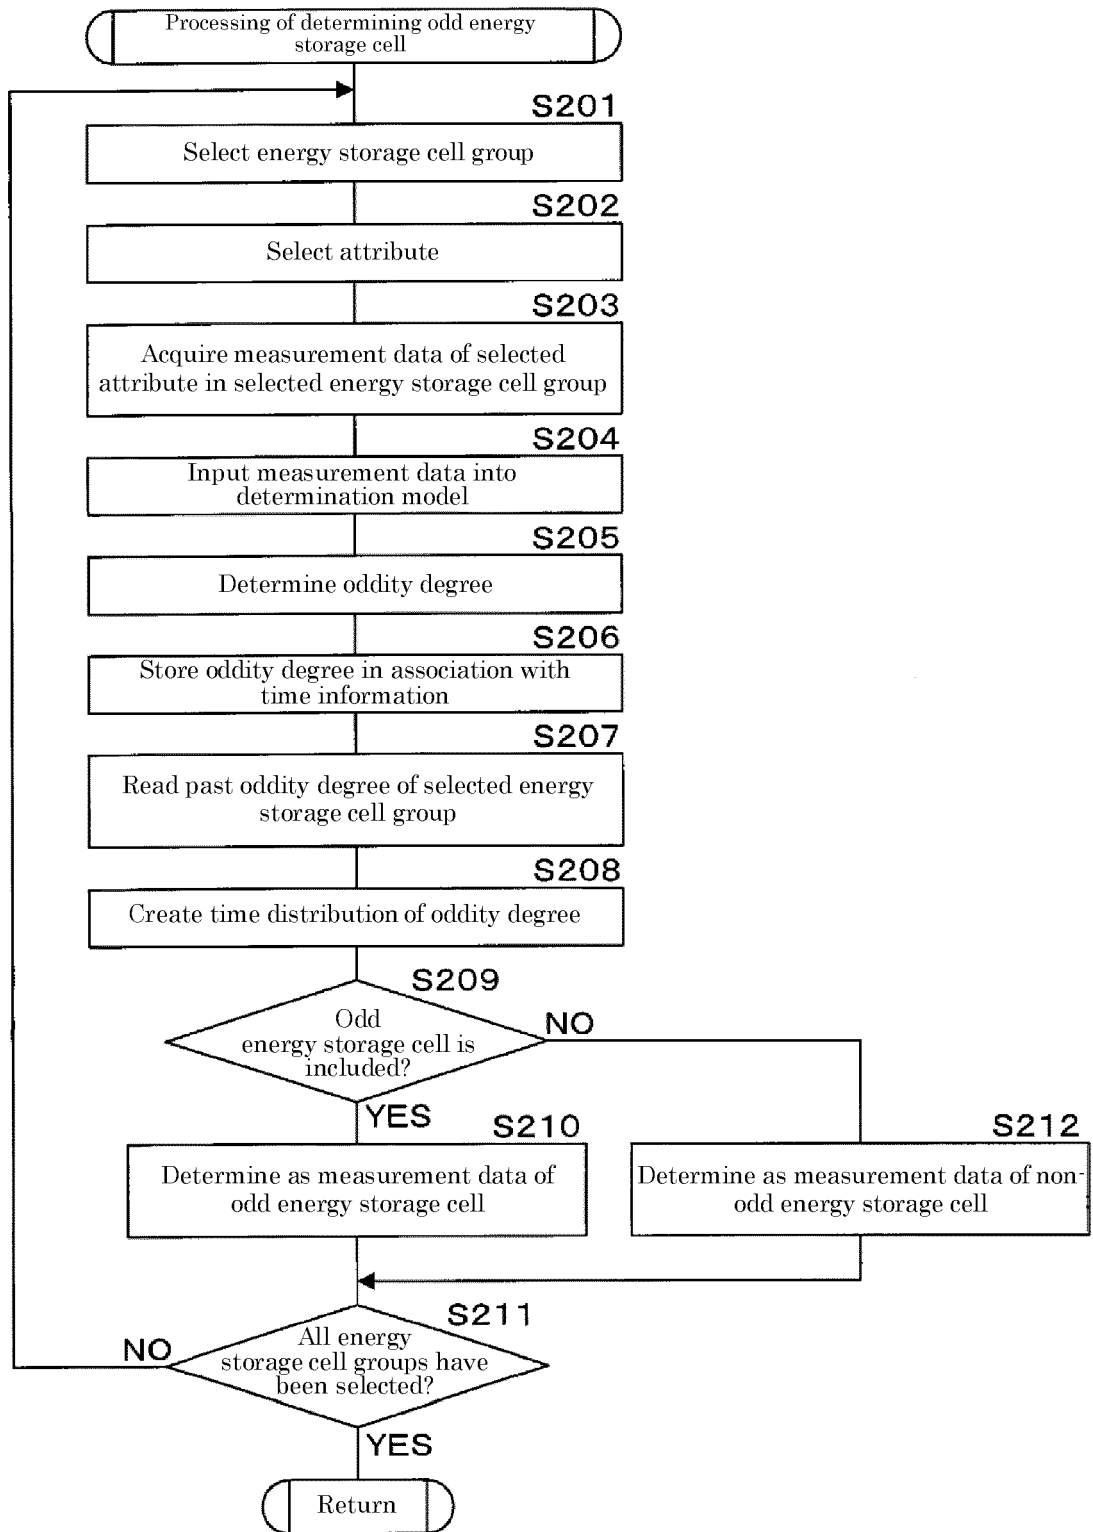 Processing of determining odd energy
storage cell
S201
Select energy storage cell group
S202
Select attribute
S203
Acquire measurement data of selected
attribute in selected energy storage cell group
S204
Input measurement data into
determination model
S205
Determine oddity degree
S206
Store oddity degree in association with
time information
S207
Read past oddity degree of selected energy
storage cell group
S208
Create time distribution of oddity degree
S209
Odd
energy storage cell is
included?
NO
YES
S210
Determine as measurement data of
odd energy storage cell
S212
Determine as measurement data of non-
odd energy storage cell
S211
All energy
storage cell groups have
been selected?
NO
YES
Return